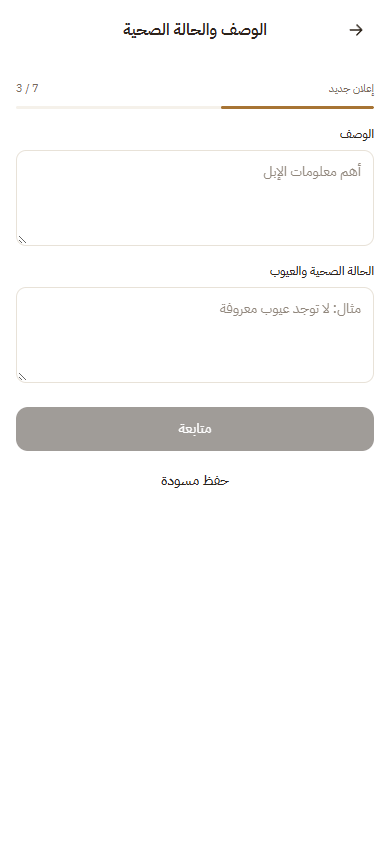 الوصف والحالة الصحية
إعلان جديد
3 / 7
الوصف
أهم معلومات الإبل
الحالة الصحية والعيوب
مثال: لا توجد عيوب معروفة
متابعة
حفظ مسودة